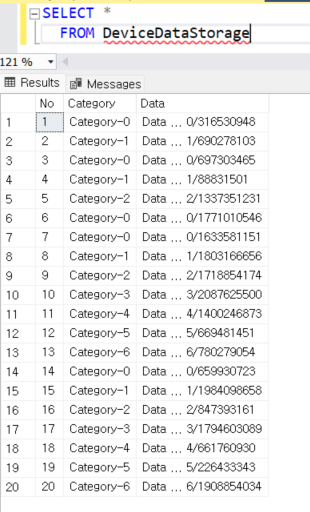 SELECT *
FROM DeviceDataStorage
121 %
Results Messages
No Category Data
1 1 Category-0 Data ... 0/316530948
2 2 Category-1 Data ... 1/690278103
3 3 Category-0 Data ... 0/697303465
4 4 Category-1 Data ... 1/88831501
5 5 Category-2 Data ... 2/1337351231
6 6 Category-0 Data ... 0/1771010546
7 7 Category-0 Data ... 0/1633581151
8 8 Category-1 Data ... 1/1803166656
9 9 Category-2 Data ... 2/1718854174
10 10 Category-3 Data ... 3/2087625500
11 11 Category-4 Data ... 4/1400246873
12 12 Category-5 Data ... 5/669481451
13 13 Category-6 Data ... 6/780279054
14 14 Category-0 Data ... 0/659930723
15 15 Category-1 Data ... 1/1984098658
16 16 Category-2 Data ... 2/847393161
17 17 Category-3 Data ... 3/1794603089
18 18 Category-4 Data ... 4/661760930
19 19 Category-5 Data ... 5/226433343
20 20 Category-6 Data ... 6/1908854034